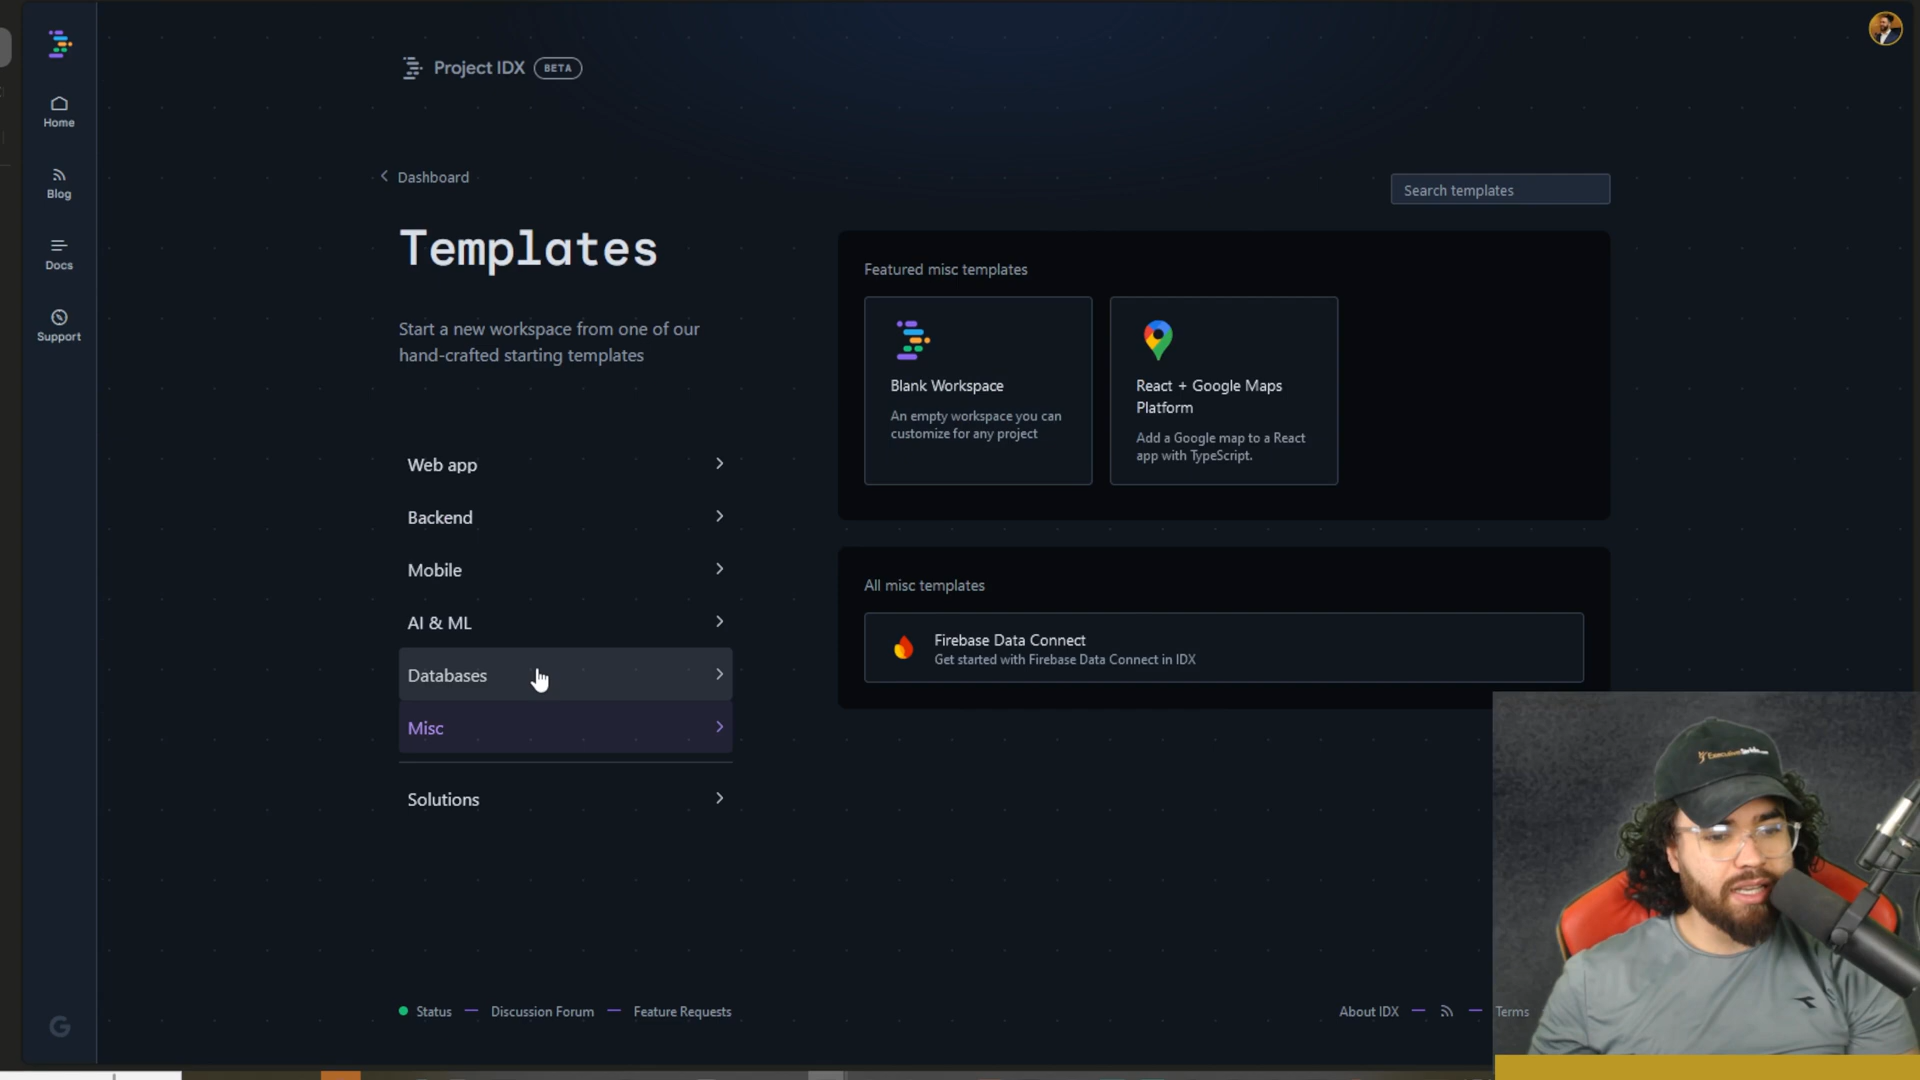 Project IDX BETA
Home
Blog
Docs
Support
Dashboard
Search templates
Templates
Start a new workspace from one of our
hand-crafted starting templates
Web app
Backend
Mobile
AI & ML
Databases
Misc
Solutions
Featured misc templates
Blank Workspace
An empty workspace you can
customize for any project
React + Google Maps
Platform
Add a Google map to a React
app with TypeScript.
All misc templates
Firebase Data Connect
Get started with Firebase Data Connect in IDX
Status — Discussion Forum — Feature Requests
About IDX — — Terms
G